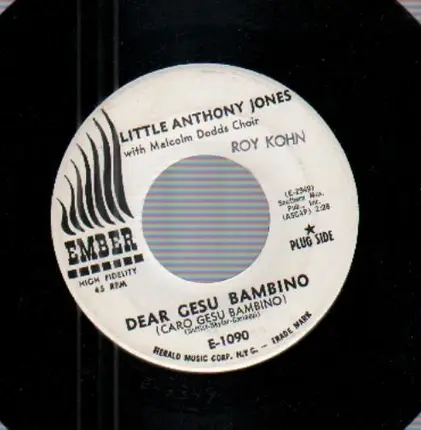 LITTLE ANTHONY JONES
with Malcolm Dodds Choir
ROY KOHN
(E-2349)
Southern Mus.
Pub., Inc.
(ASCAP) 2:28
★
PLUG SIDE
EMBER
HIGH FIDELITY
45 RPM
DEAR GESU BAMBINO
(CARO GESU BAMBINO)
E-1090
HERALD MUSIC CORP. N.Y.C. — TRADE MARK